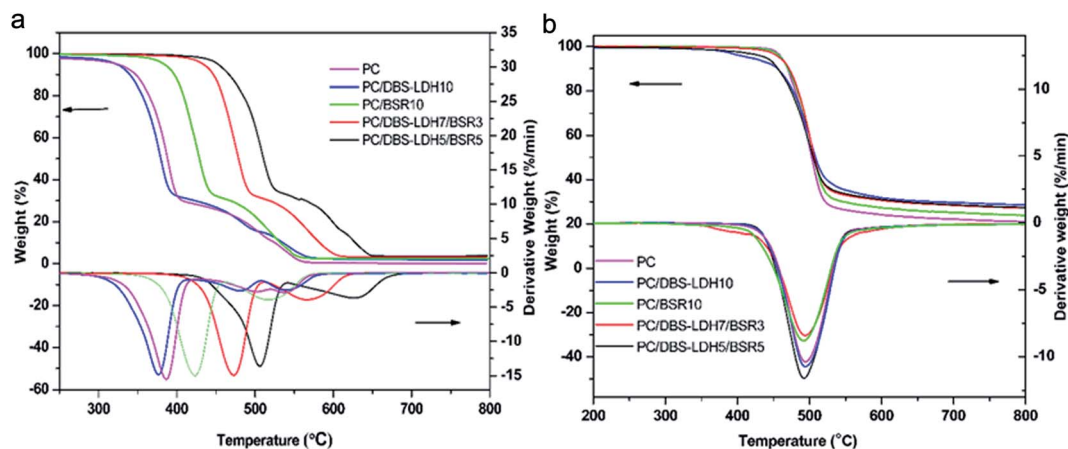 a
100
80
60
40
20
0
-20
-40
-60
Weight (%)
300
400
500
600
700
800
Temperature (°C)
35
30
25
20
15
10
5
0
-5
-10
-15
Derivative Weight (%/min)
PC
PC/DBS-LDH10
PC/BSR10
PC/DBS-LDH7/BSR3
PC/DBS-LDH5/BSR5
b
100
80
60
40
20
0
-20
-40
Weight (%)
200
300
400
500
600
700
800
Temperature (°C)
10
5
0
-5
-10
Derivative weight (%/min)
PC
PC/DBS-LDH10
PC/BSR10
PC/DBS-LDH7/BSR3
PC/DBS-LDH5/BSR5